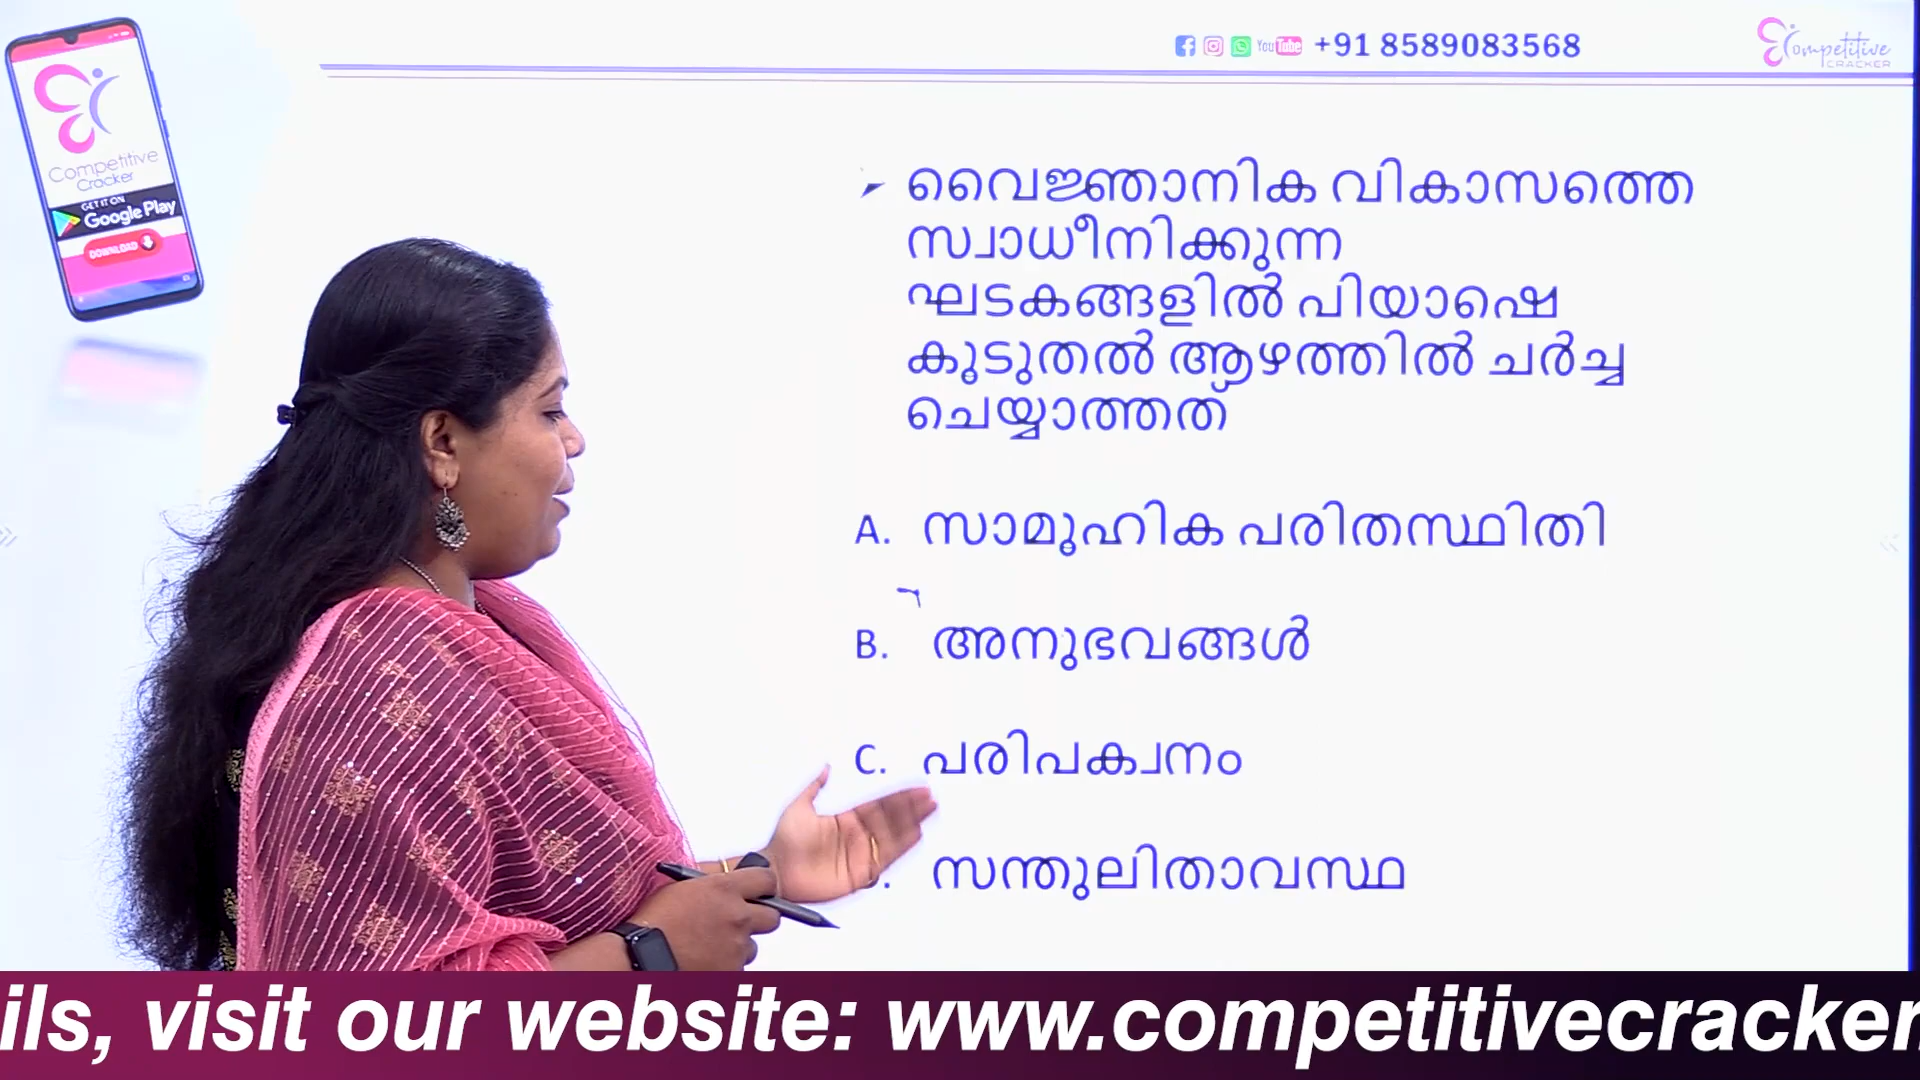 YouTube +91 8589083568
Competitive
CRACKER
Competitive
Cracker
GET IT ON
Google Play
DOWNLOAD
വൈജ്ഞാനിക വികാസത്തെ
സ്വാധീനിക്കുന്ന
ഘടകങ്ങളിൽ പിയാഷെ
കൂടുതൽ ആഴത്തിൽ ചർച്ച
ചെയ്യാത്തത്
A. സാമൂഹിക പരിതസ്ഥിതി
B. അനുഭവങ്ങൾ
C. പരിപക്വനം
സന്തുലിതാവസ്ഥ
ils, visit our website: www.competitivecracker